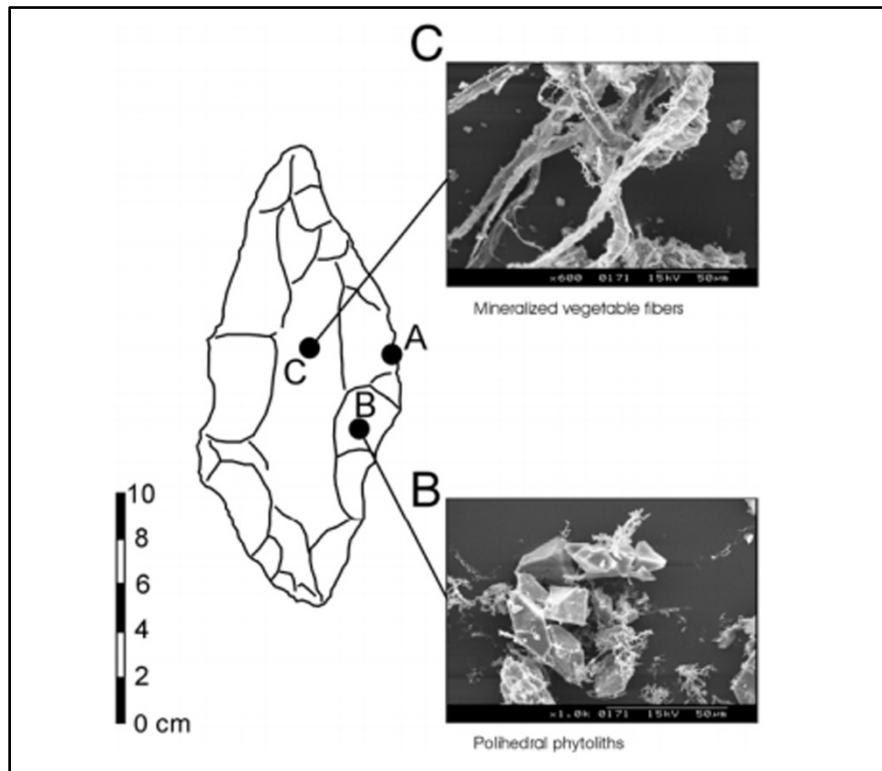 C
x600 0171 15kV 50µm
Mineralized vegetable fibers
A
C
B
B
10
8
6
4
2
0 cm
x1.0k 0171 15kV 50µm
Polihedral phytoliths